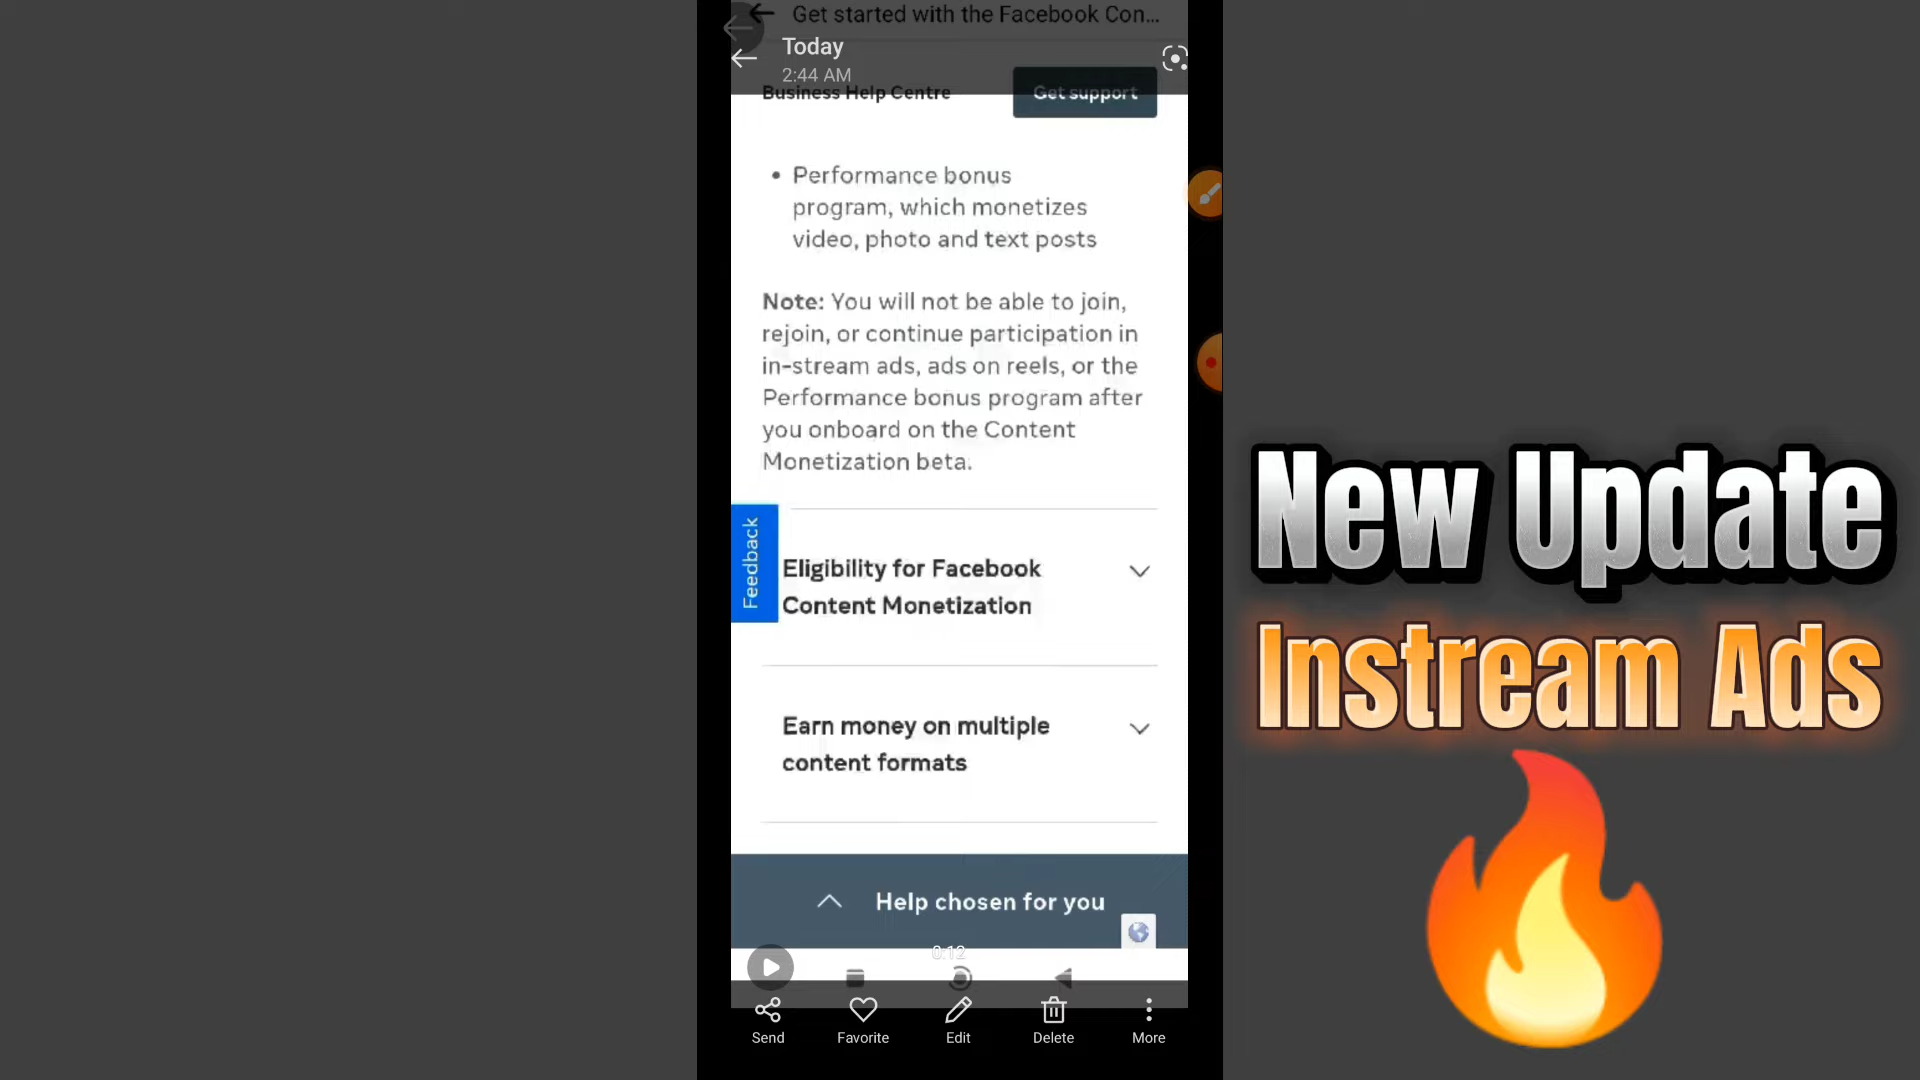 Get started with the Facebook Con...
Today
2:44 AM
Business Help Centre
Get support
• Performance bonus
program, which monetizes
video, photo and text posts
Note: You will not be able to join,
rejoin, or continue participation in
in-stream ads, ads on reels, or the
Performance bonus program after
you onboard on the Content
Monetization beta.
Feedback
Eligibility for Facebook
Content Monetization
Earn money on multiple
content formats
Help chosen for you
0:12
Send
Favorite
Edit
Delete
More
New Update
Instream Ads